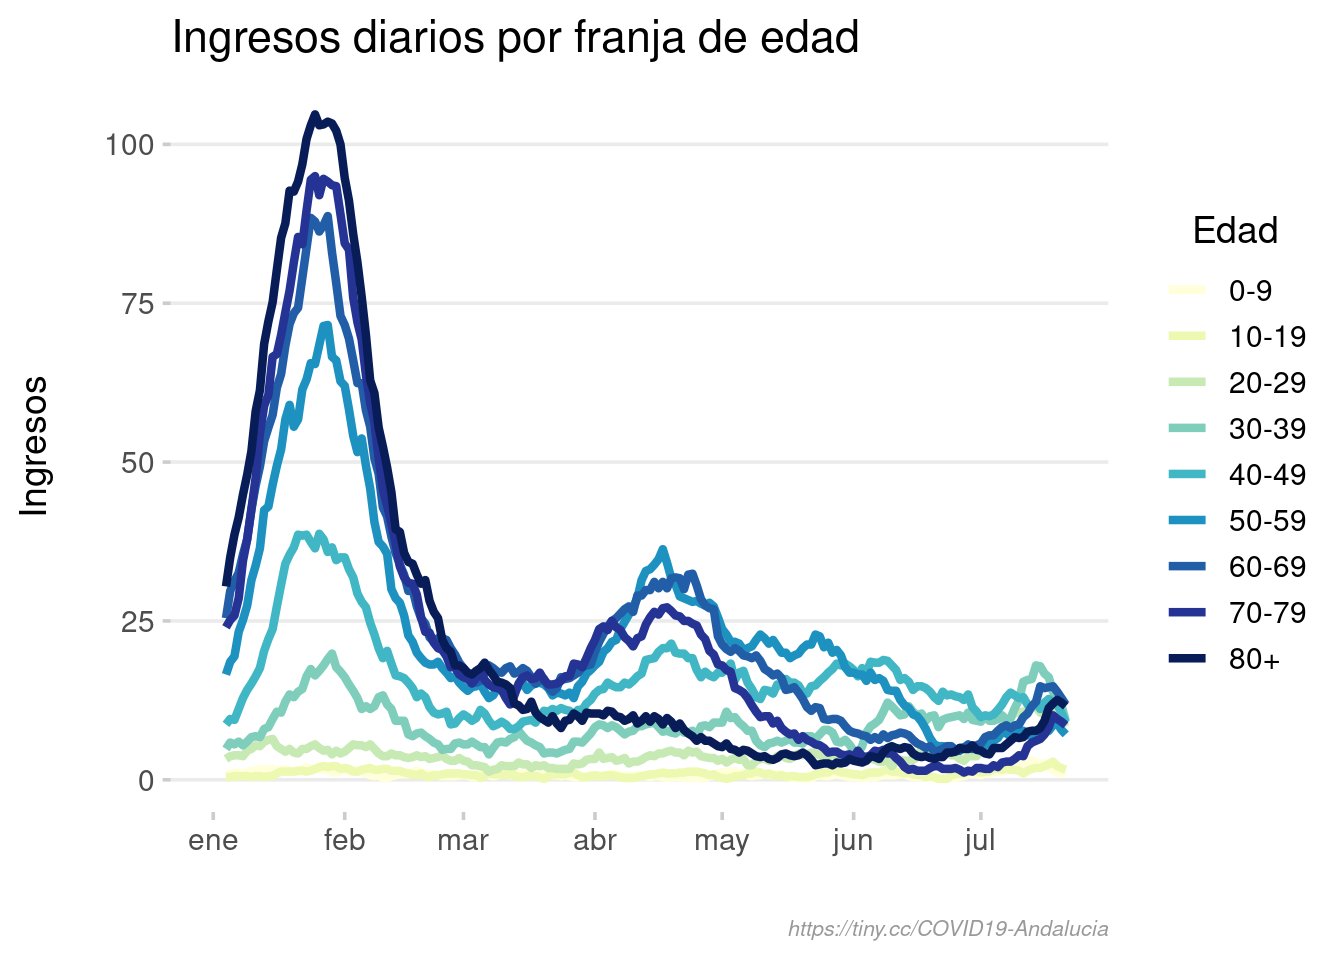 Ingresos diarios por franja de edad
Ingresos
100
75
50
25
0
ene feb mar abr may jun jul
Edad
0-9
10-19
20-29
30-39
40-49
50-59
60-69
70-79
80+
https://tiny.cc/COVID19-Andalucia